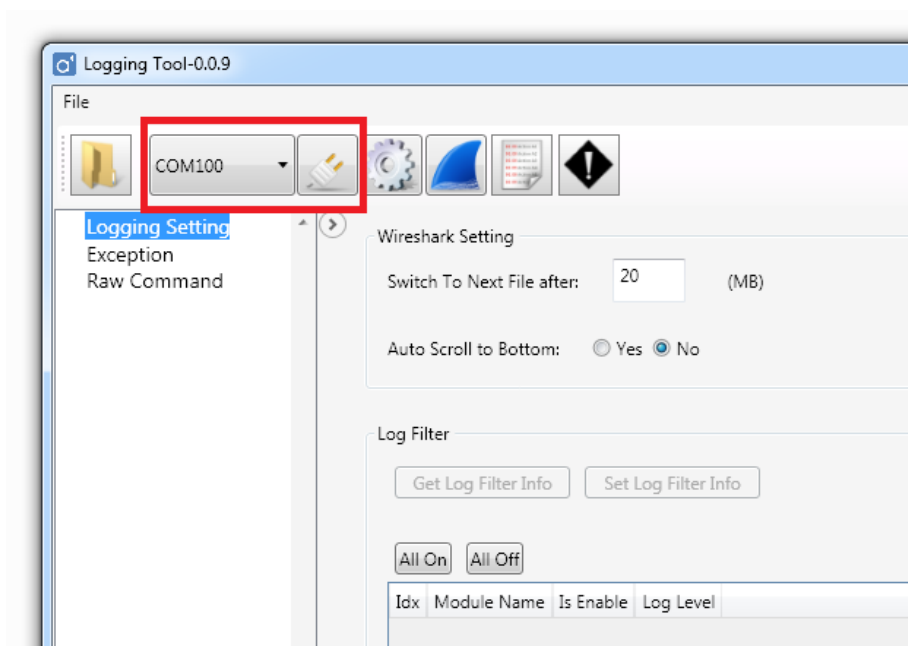 Logging Tool-0.0.9
File
COM100
Logging Setting
Exception
Raw Command
Wireshark Setting
Switch To Next File after: 20 (MB)
Auto Scroll to Bottom: Yes No
Log Filter
Get Log Filter Info Set Log Filter Info
All On All Off
Idx Module Name Is Enable Log Level